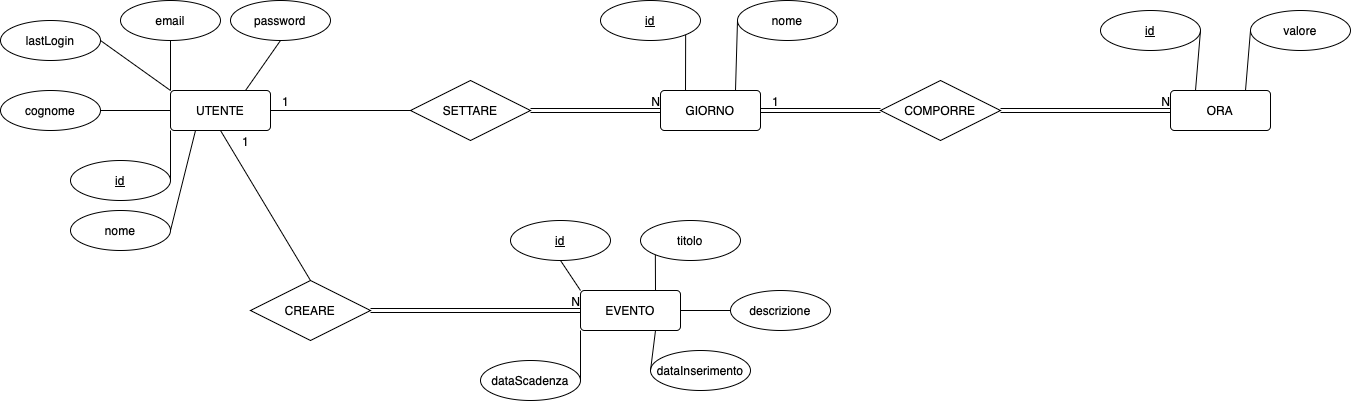 email
password
id
nome
id
valore
lastLogin
cognome
UTENTE
1
SETTARE
N
GIORNO
1
COMPORRE
N
ORA
1
id
nome
id
titolo
CREARE
N
EVENTO
descrizione
dataScadenza
dataInserimento